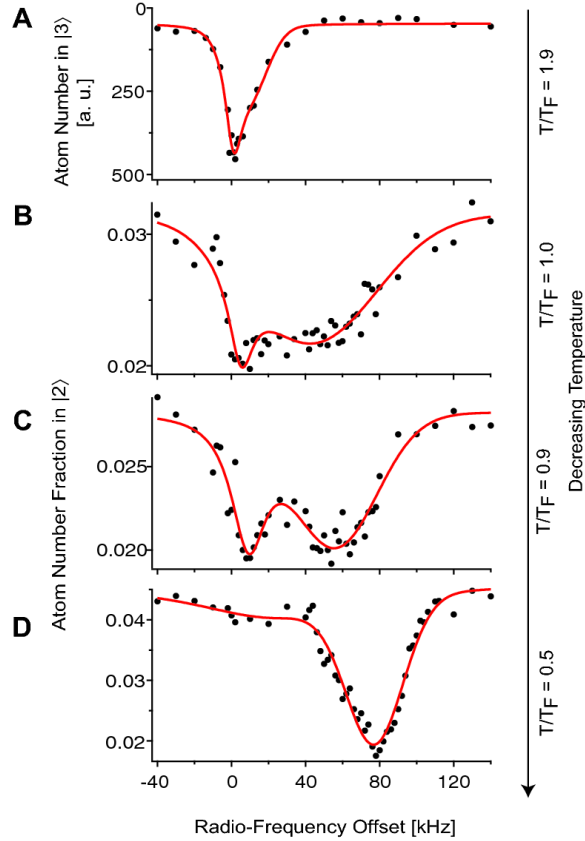 A
Atom Number in |3⟩
[a. u.]
0
250
500
T/TF = 1.9
B
0.03
0.02
T/TF = 1.0
Decreasing Temperature
C
Atom Number Fraction in |2⟩
0.025
0.020
T/TF = 0.9
D
0.04
0.03
0.02
T/TF = 0.5
-40 0 40 80 120
Radio-Frequency Offset [kHz]